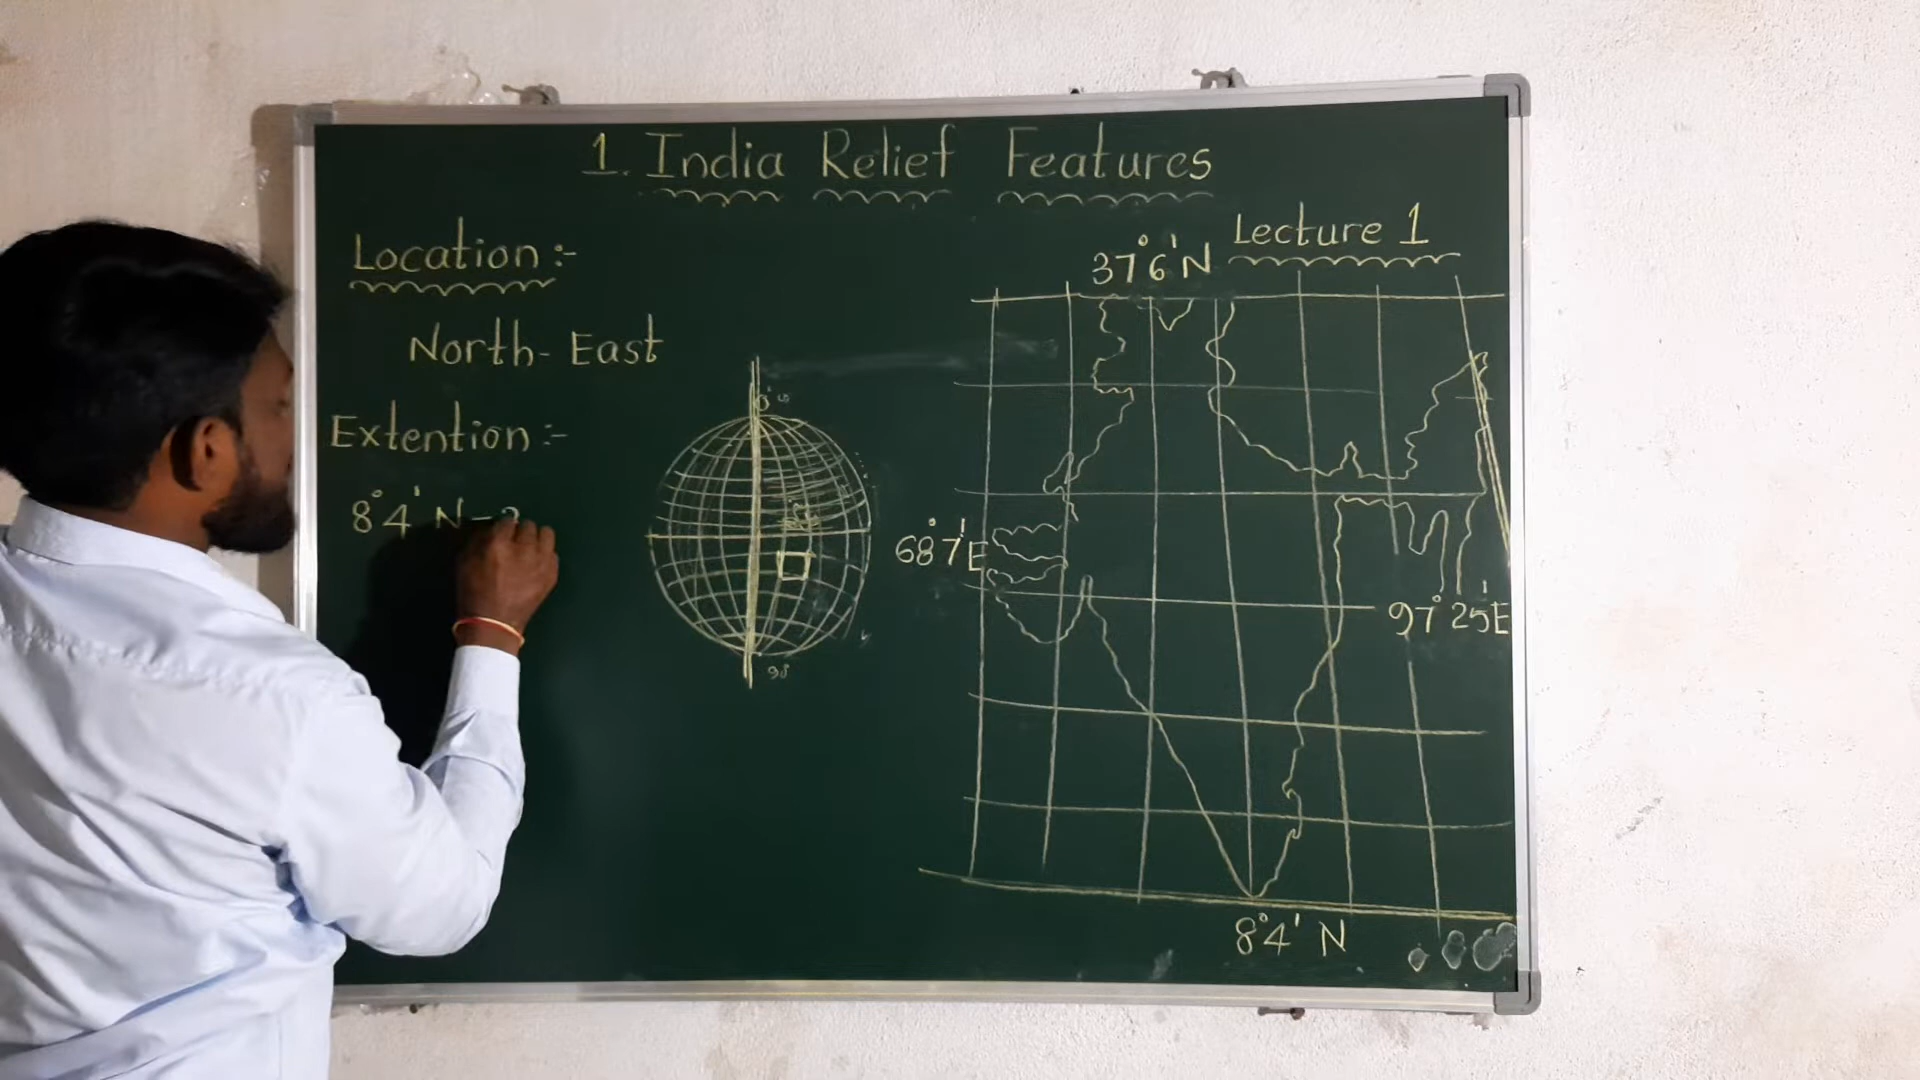 1. India Relief Features
Lecture 1
Location :-
North - East
Extention :-
8°4' N -
37°6' N
68°7' E
97°25' E
8°4' N